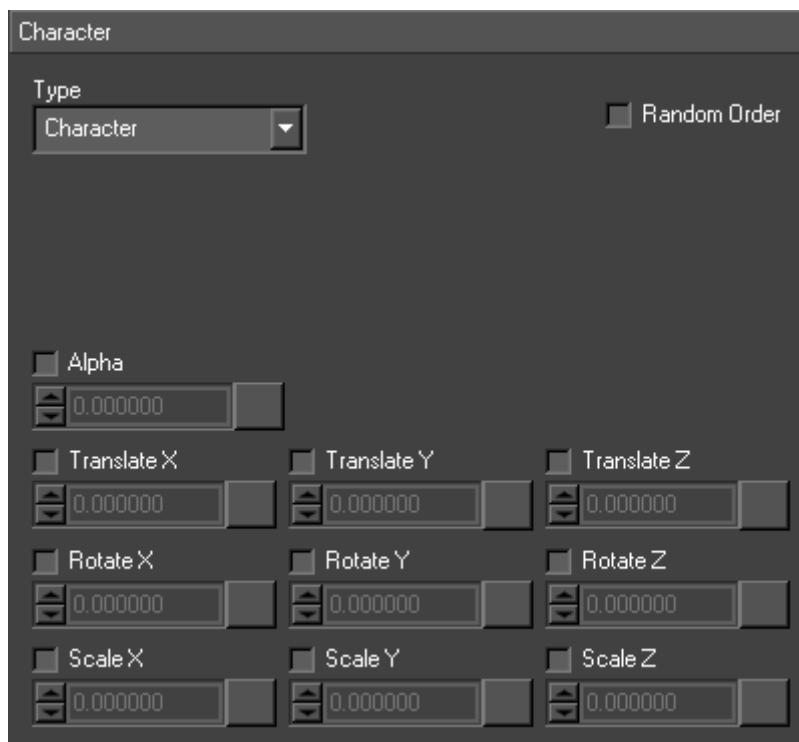 Character
Type
Character
Random Order
Alpha
0.000000
Translate X Translate Y Translate Z
0.000000 0.000000 0.000000
Rotate X Rotate Y Rotate Z
0.000000 0.000000 0.000000
Scale X Scale Y Scale Z
0.000000 0.000000 0.000000